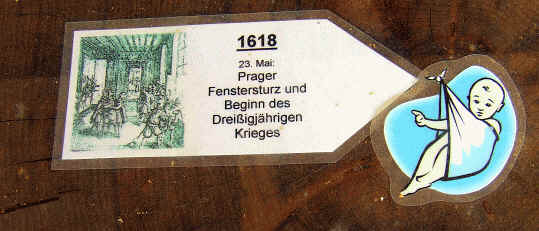 1618
23. Mai:
Prager
Fenstersturz und
Beginn des
Dreißigjährigen
Krieges